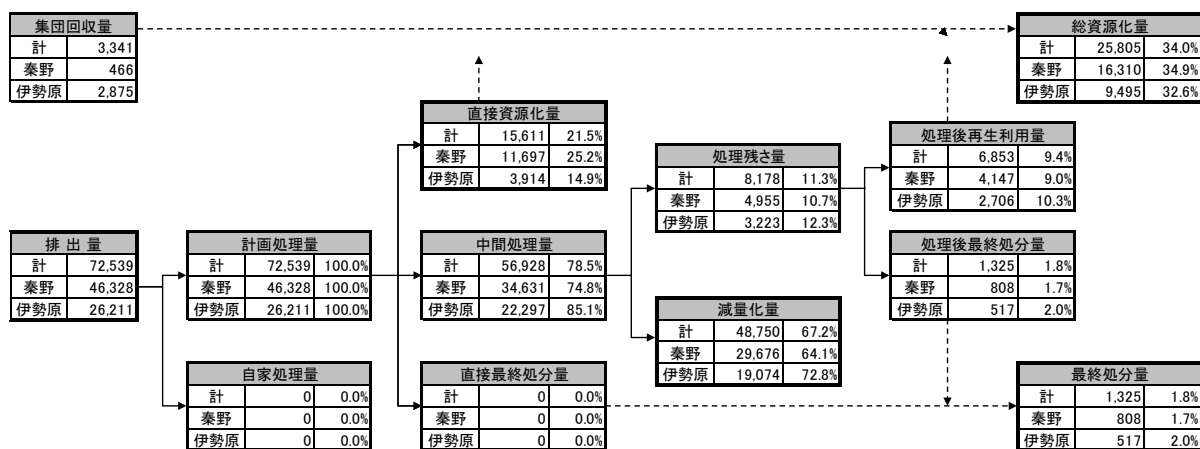 集団回収量
計 3,341
秦野 466
伊勢原 2,875
総資源化量
計 25,805 34.0%
秦野 16,310 34.9%
伊勢原 9,495 32.6%
直接資源化量
計 15,611 21.5%
秦野 11,697 25.2%
伊勢原 3,914 14.9%
処理残さ量
計 8,178 11.3%
秦野 4,955 10.7%
伊勢原 3,223 12.3%
処理後再生利用量
計 6,853 9.4%
秦野 4,147 9.0%
伊勢原 2,706 10.3%
排出量
計 72,539
秦野 46,328
伊勢原 26,211
計画処理量
計 72,539 100.0%
秦野 46,328 100.0%
伊勢原 26,211 100.0%
中間処理量
計 56,928 78.5%
秦野 34,631 74.8%
伊勢原 22,297 85.1%
処理後最終処分量
計 1,325 1.8%
秦野 808 1.7%
伊勢原 517 2.0%
減量化量
計 48,750 67.2%
秦野 29,676 64.1%
伊勢原 19,074 72.8%
自家処理量
計 0 0.0%
秦野 0 0.0%
伊勢原 0 0.0%
直接最終処分量
計 0 0.0%
秦野 0 0.0%
伊勢原 0 0.0%
最終処分量
計 1,325 1.8%
秦野 808 1.7%
伊勢原 517 2.0%